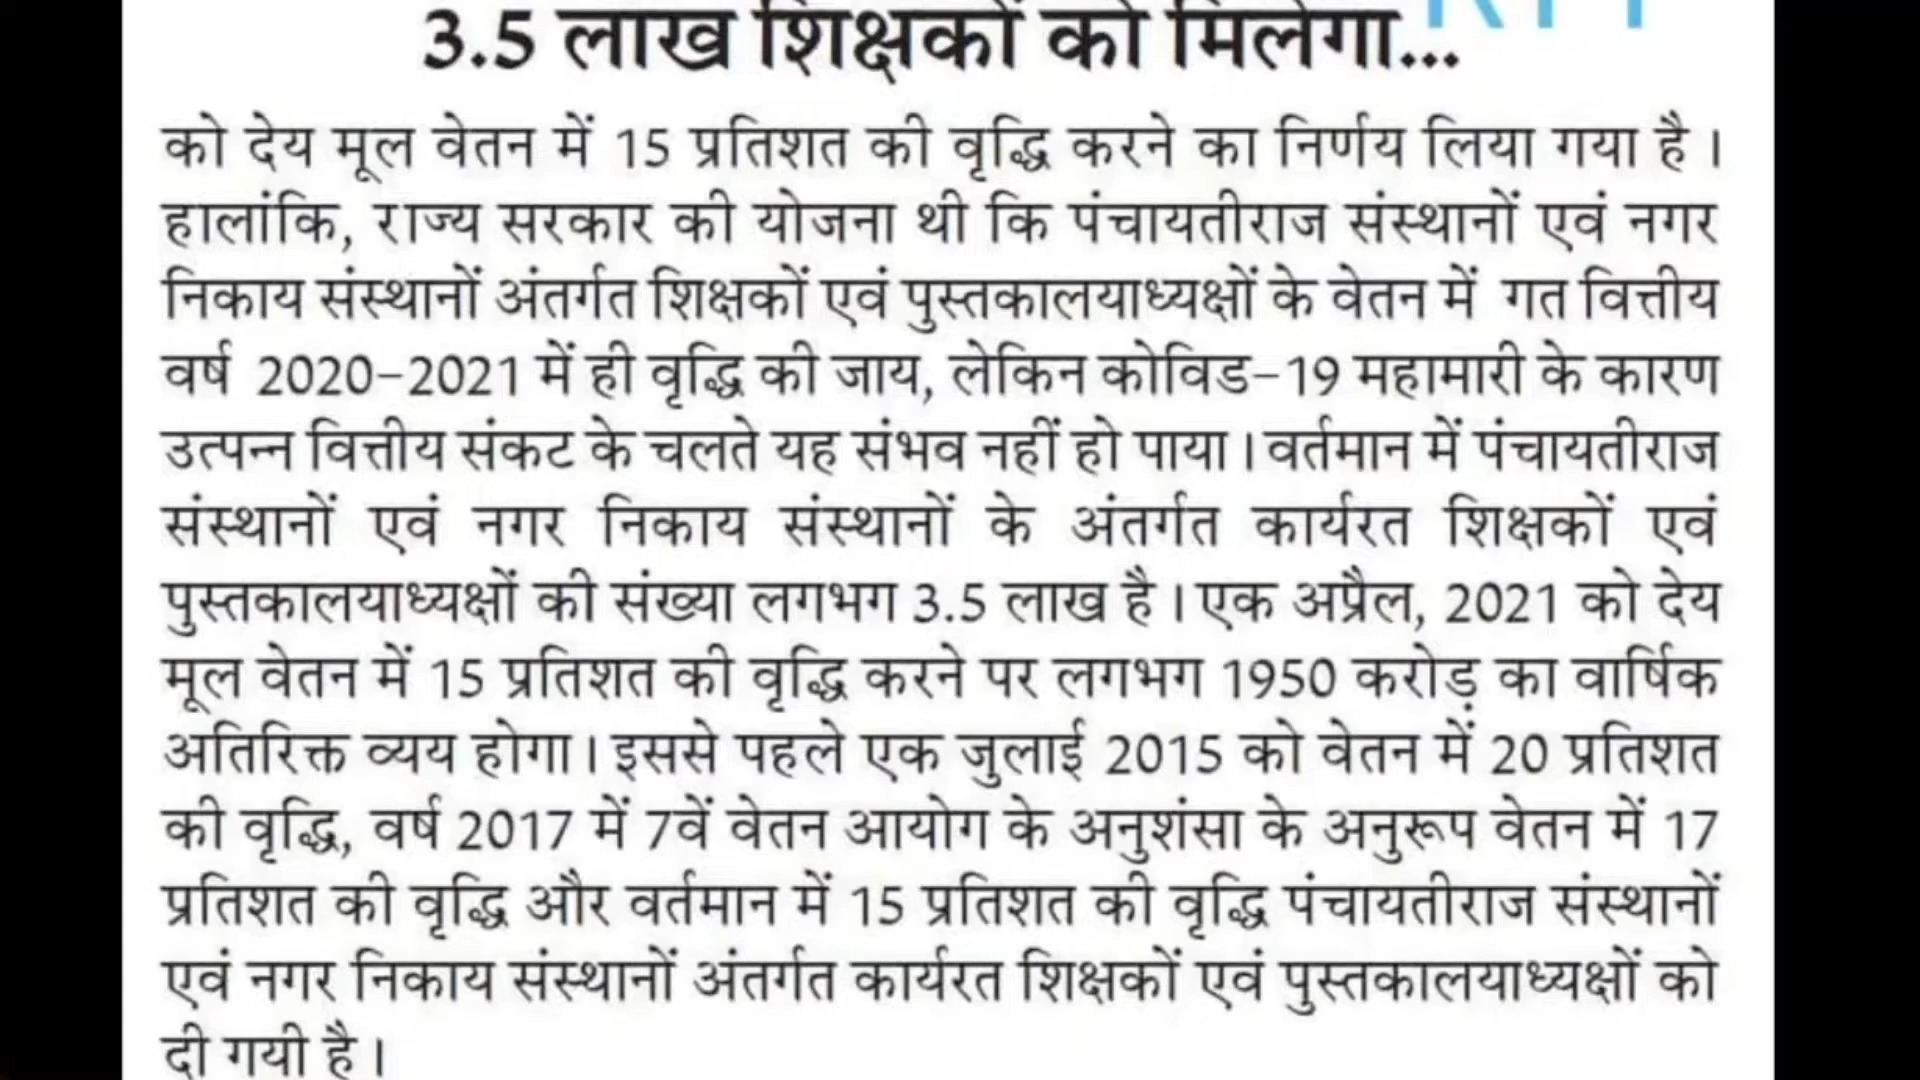 3.5 लाख शिक्षकों को मिलेगा...
को देय मूल वेतन में 15 प्रतिशत की वृद्धि करने का निर्णय लिया गया है।
हालांकि, राज्य सरकार की योजना थी कि पंचायतीराज संस्थानों एवं नगर
निकाय संस्थानों अंतर्गत शिक्षकों एवं पुस्तकालयाध्यक्षों के वेतन में गत वित्तीय
वर्ष 2020-2021 में ही वृद्धि की जाय, लेकिन कोविड-19 महामारी के कारण
उत्पन्न वित्तीय संकट के चलते यह संभव नहीं हो पाया। वर्तमान में पंचायतीराज
संस्थानों एवं नगर निकाय संस्थानों के अंतर्गत कार्यरत शिक्षकों एवं
पुस्तकालयाध्यक्षों की संख्या लगभग 3.5 लाख है। एक अप्रैल, 2021 को देय
मूल वेतन में 15 प्रतिशत की वृद्धि करने पर लगभग 1950 करोड़ का वार्षिक
अतिरिक्त व्यय होगा। इससे पहले एक जुलाई 2015 को वेतन में 20 प्रतिशत
की वृद्धि, वर्ष 2017 में 7वें वेतन आयोग के अनुशंसा के अनुरूप वेतन में 17
प्रतिशत की वृद्धि और वर्तमान में 15 प्रतिशत की वृद्धि पंचायतीराज संस्थानों
एवं नगर निकाय संस्थानों अंतर्गत कार्यरत शिक्षकों एवं पुस्तकालयाध्यक्षों को
दी गयी है।